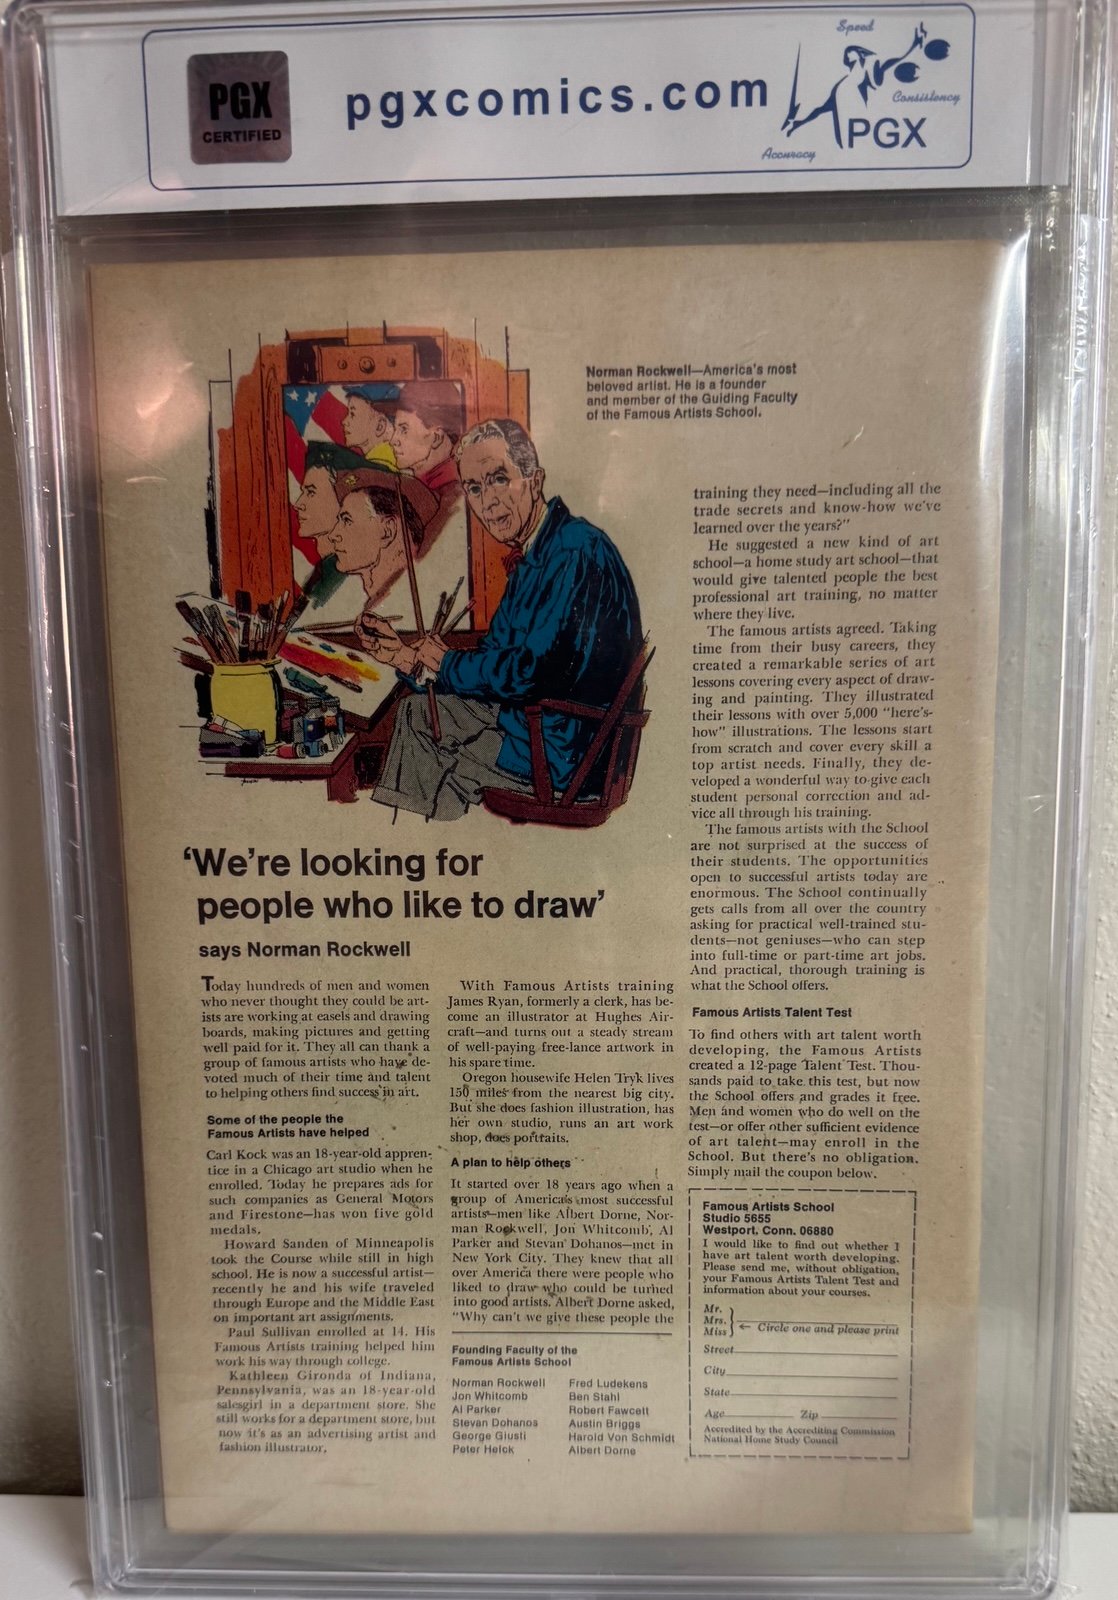 PGX
CERTIFIED
pgxcomics.com
Speed
Consistency
PGX
Accuracy
Norman Rockwell—America's most
beloved artist. He is a founder
and member of the Guiding Faculty
of the Famous Artists School.
'We're looking for
people who like to draw'
says Norman Rockwell
Today hundreds of men and women
who never thought they could be art-
ists are working at easels and drawing
boards, making pictures and getting
well paid for it. They all can thank a
group of famous artists who have de-
voted much of their time and talent
to helping others find success in art.
Some of the people the
Famous Artists have helped
Carl Kock was an 18-year-old appren-
tice in a Chicago art studio when he
enrolled. Today he prepares ads for
such companies as General Motors
and Firestone—has won five gold
medals.
Howard Sanden of Minneapolis
took the Course while still in high
school. He is now a successful artist—
recently he and his wife traveled
through Europe and the Middle East
on important art assignments.
Paul Sullivan enrolled at 14. His
Famous Artists training helped him
work his way through college.
Kathleen Gironda of Indiana,
Pennsylvania, was an 18-year-old
salesgirl in a department store. She
still works for a department store, but
now it's as an advertising artist and
fashion illustrator.
With Famous Artists training
James Ryan, formerly a clerk, has be-
come an illustrator at Hughes Air-
craft—and turns out a steady stream
of well-paying free-lance artwork in
his spare time.
Oregon housewife Helen Tryk lives
150 miles from the nearest big city.
But she does fashion illustration, has
her own studio, runs an art work
shop, does portraits.
A plan to help others
It started over 18 years ago when a
group of America's most successful
artists—men like Albert Dorne, Nor-
man Rockwell, Jon Whitcomb, Al
Parker and Stevan Dohanos—met in
New York City. They knew that all
over America there were people who
liked to draw who could be turned
into good artists. Albert Dorne asked,
"Why can't we give these people the
training they need—including all the
trade secrets and know-how we've
learned over the years?"
He suggested a new kind of art
school—a home study art school—that
would give talented people the best
professional art training, no matter
where they live.
The famous artists agreed. Taking
time from their busy careers, they
created a remarkable series of art
lessons covering every aspect of draw-
ing and painting. They illustrated
their lessons with over 5,000 "here's-
how" illustrations. The lessons start
from scratch and cover every skill a
top artist needs. Finally, they de-
veloped a wonderful way to give each
student personal correction and ad-
vice all through his training.
The famous artists with the School
are not surprised at the success of
their students. The opportunities
open to successful artists today are
enormous. The School continually
gets calls from all over the country
asking for practical well-trained stu-
dents—not geniuses—who can step
into full-time or part-time art jobs.
And practical, thorough training is
what the School offers.
Famous Artists Talent Test
To find others with art talent worth
developing, the Famous Artists
created a 12-page Talent Test. Thou-
sands paid to take this test, but now
the School offers and grades it free.
Men and women who do well on the
test—or offer other sufficient evidence
of art talent—may enroll in the
School. But there's no obligation.
Simply mail the coupon below.
Founding Faculty of the
Famous Artists School
Norman Rockwell
Jon Whitcomb
Al Parker
Stevan Dohanos
George Giusti
Peter Helck
Fred Ludekens
Ben Stahl
Robert Fawcett
Austin Briggs
Harold Von Schmidt
Albert Dorne
Famous Artists School
Studio 5655
Westport, Conn. 06880
I would like to find out whether I
have art talent worth developing.
Please send me, without obligation,
your Famous Artists Talent Test and
information about your courses.
Mr.
Mrs.
Miss
← Circle one and please print
Street
City
State
Age Zip
Accredited by the Accrediting Commission
National Home Study Council